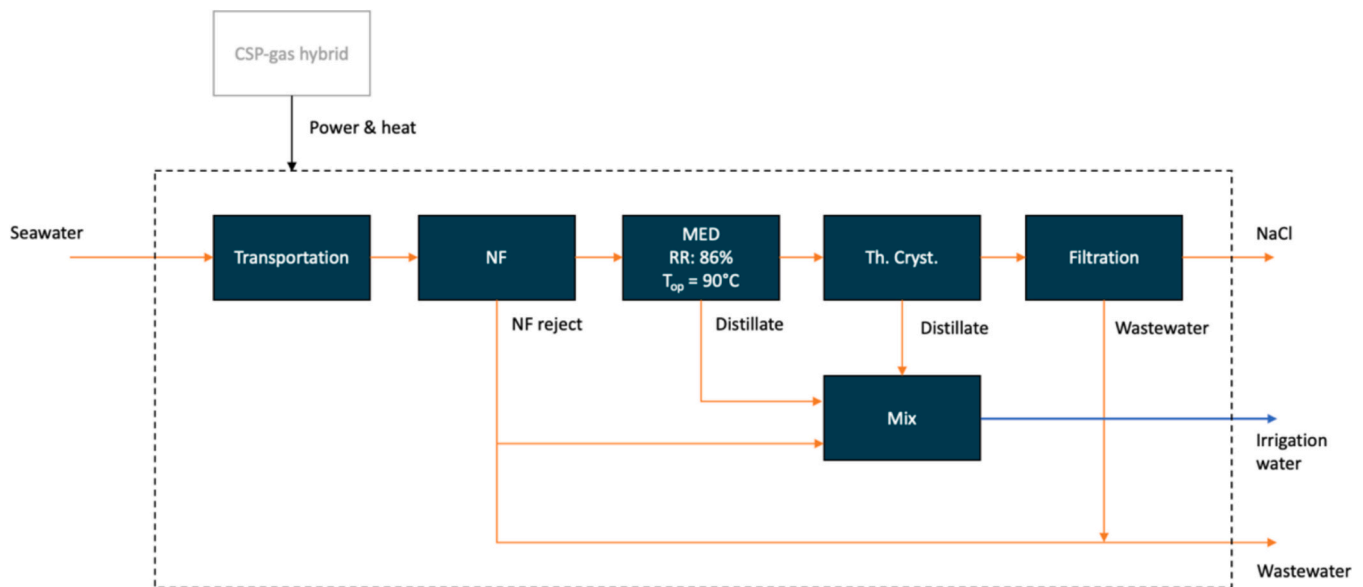 CSP-gas hybrid
Power & heat
Seawater
Transportation
NF
MED
RR: 86%
Top = 90°C
Th. Cryst.
Filtration
NaCl
NF reject
Distillate
Distillate
Wastewater
Mix
Irrigation
water
Wastewater